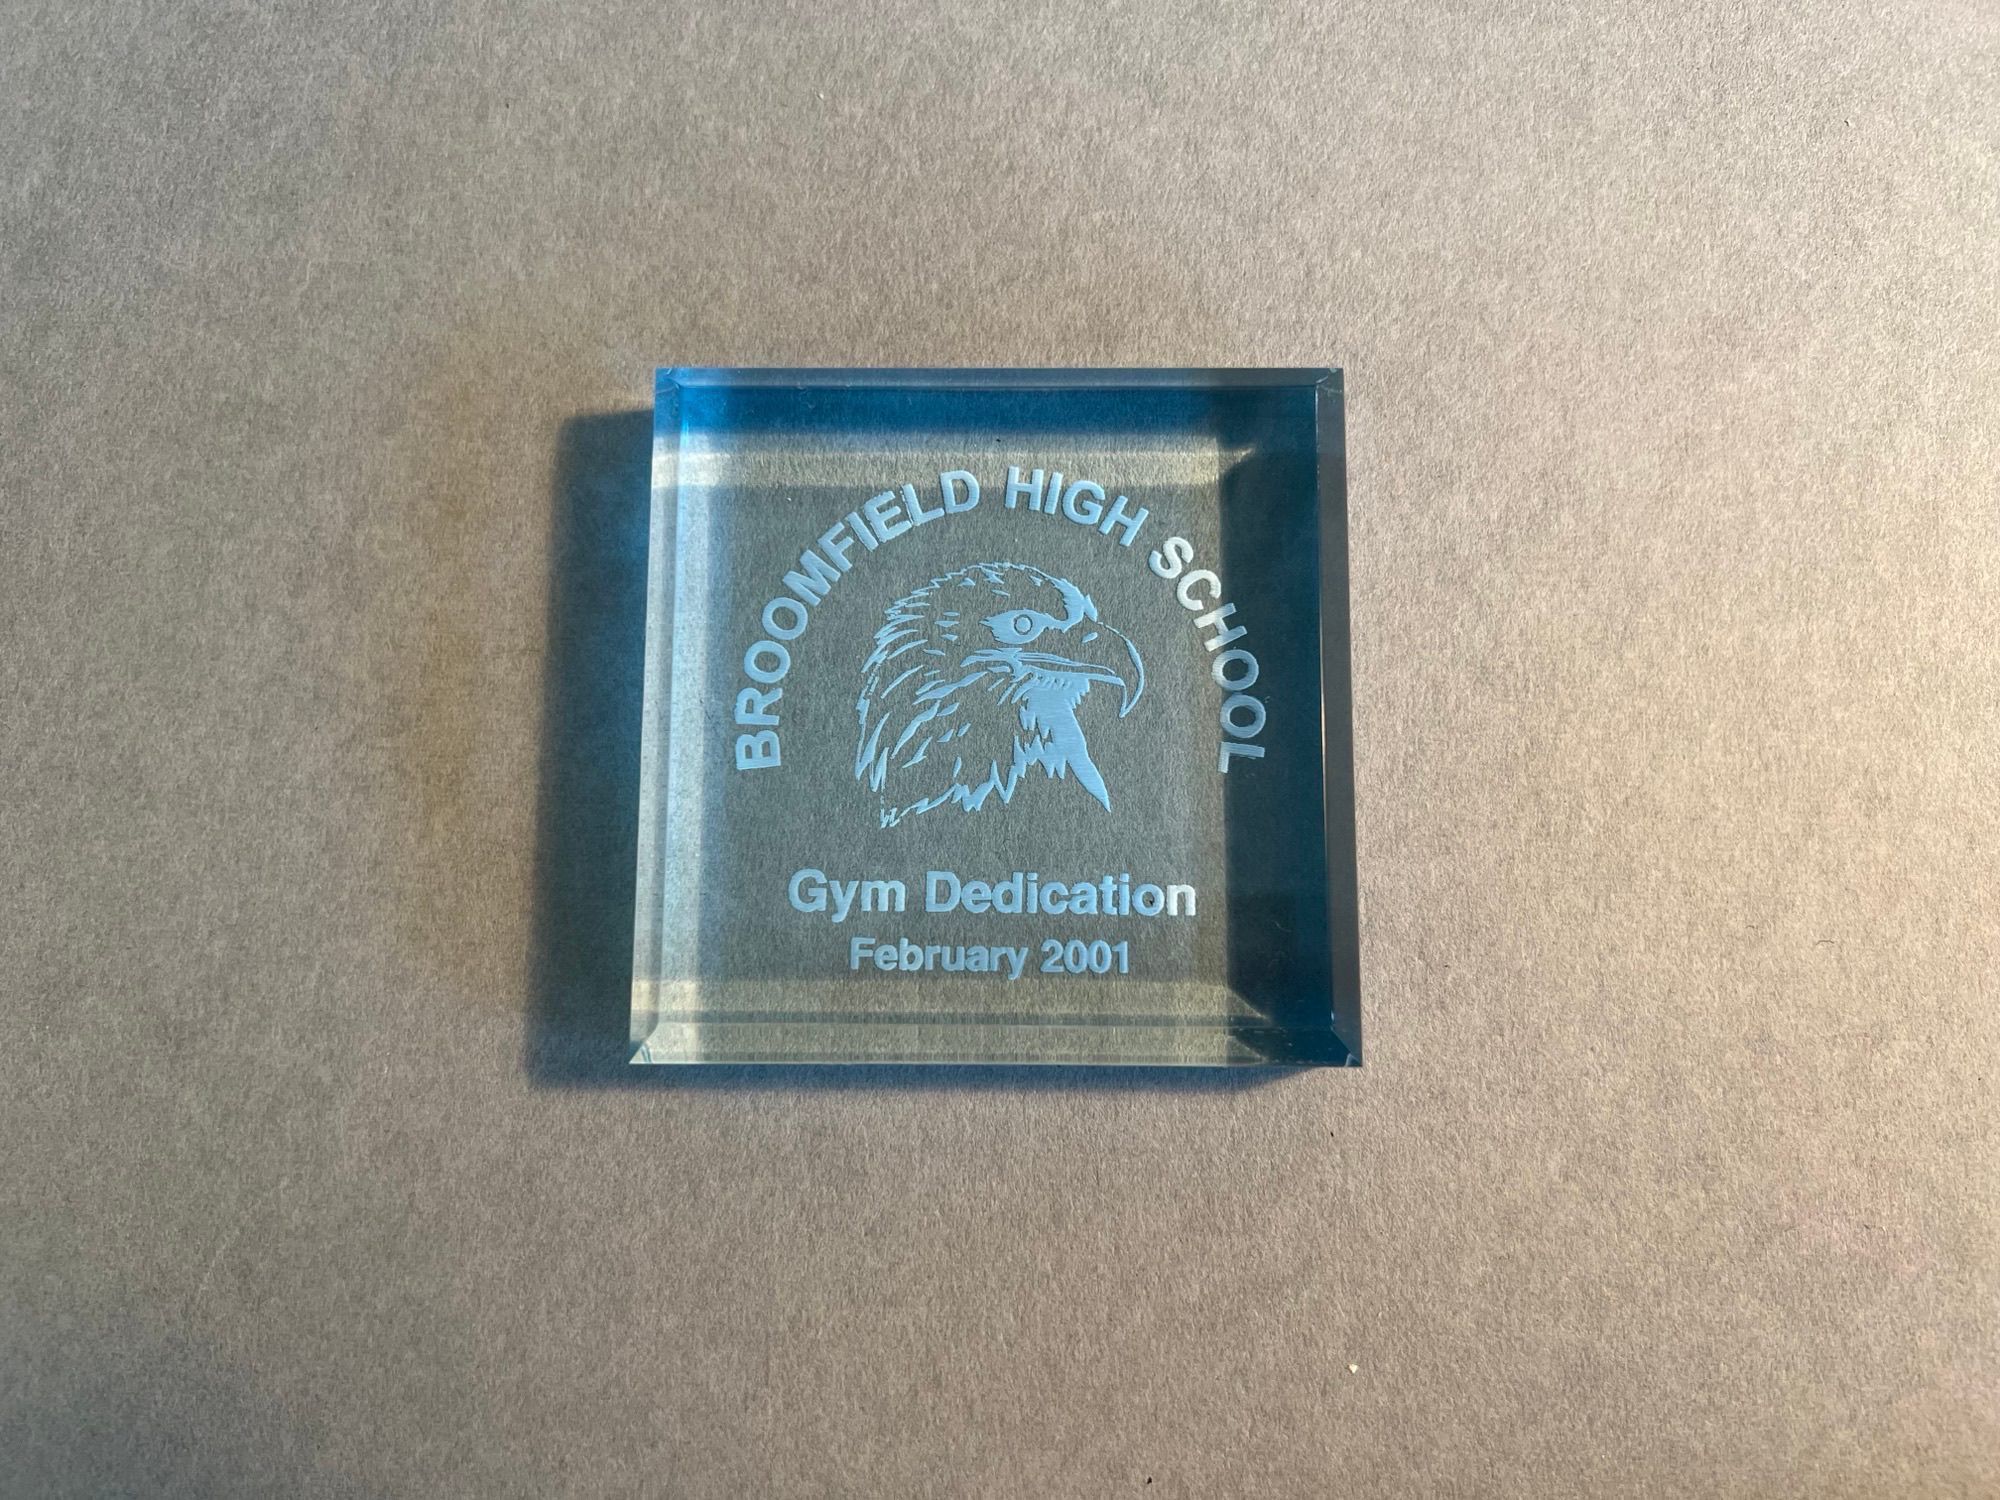 BROOMFIELD HIGH SCHOOL
Gym Dedication
February 2001